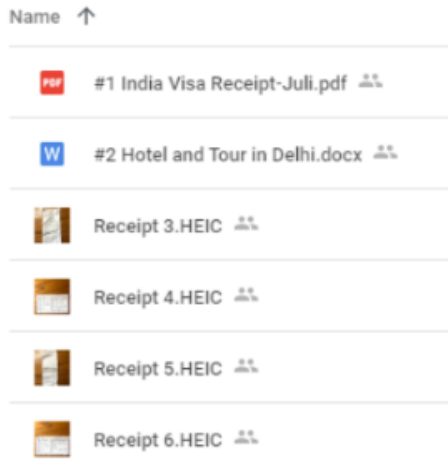 Name
PDF #1 India Visa Receipt-Juli.pdf
W #2 Hotel and Tour in Delhi.docx
Receipt 3.HEIC
Receipt 4.HEIC
Receipt 5.HEIC
Receipt 6.HEIC